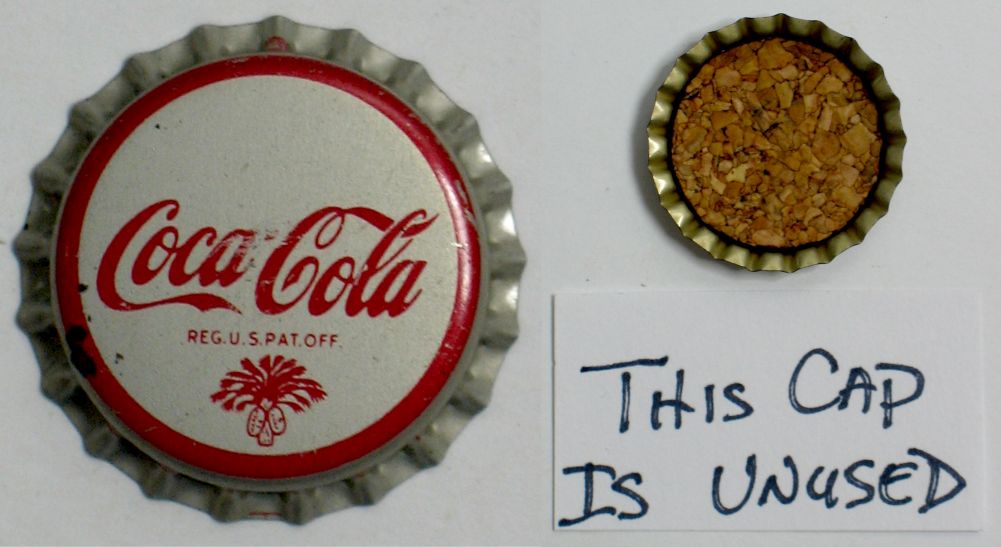 Coca-Cola
REG.U.S.PAT.OFF.
THIS CAP
IS UNUSED